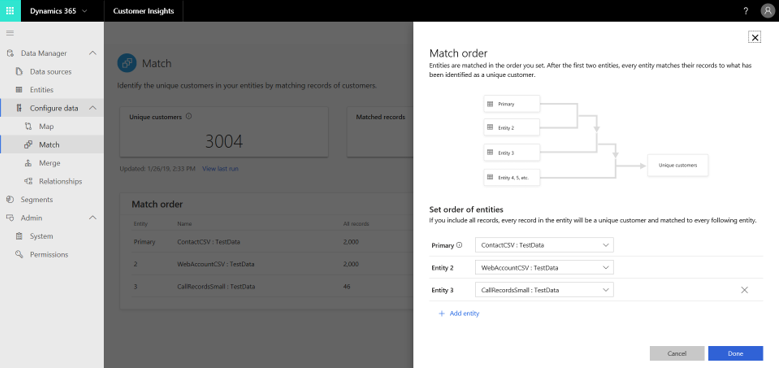 Dynamics 365
Customer Insights
?
Data Manager
Data sources
Entities
Configure data
Map
Match
Merge
Relationships
Segments
Admin
System
Permissions
Match
Identify the unique customers in your entities by matching records of customers.
Unique customers
Matched records
3004
Updated: 1/26/19, 2:53 PM View last run
Match order
Entity Name All records
Primary ContactCSV : TestData 2,000
2 WebAccountCSV : TestData 2,000
3 CallRecordsSmall : TestData 46
Match order
Entities are matched in the order you set. After the first two entities, every entity matches their records to what has
been identified as a unique customer.
Primary
Entity 2
Entity 3
Entity 4, 5, etc.
Unique customers
Set order of entities
If you include all records, every record in the entity will be a unique customer and matched to every following entity.
Primary ContactCSV : TestData
Entity 2 WebAccountCSV : TestData
Entity 3 CallRecordsSmall : TestData
+ Add entity
Cancel
Done